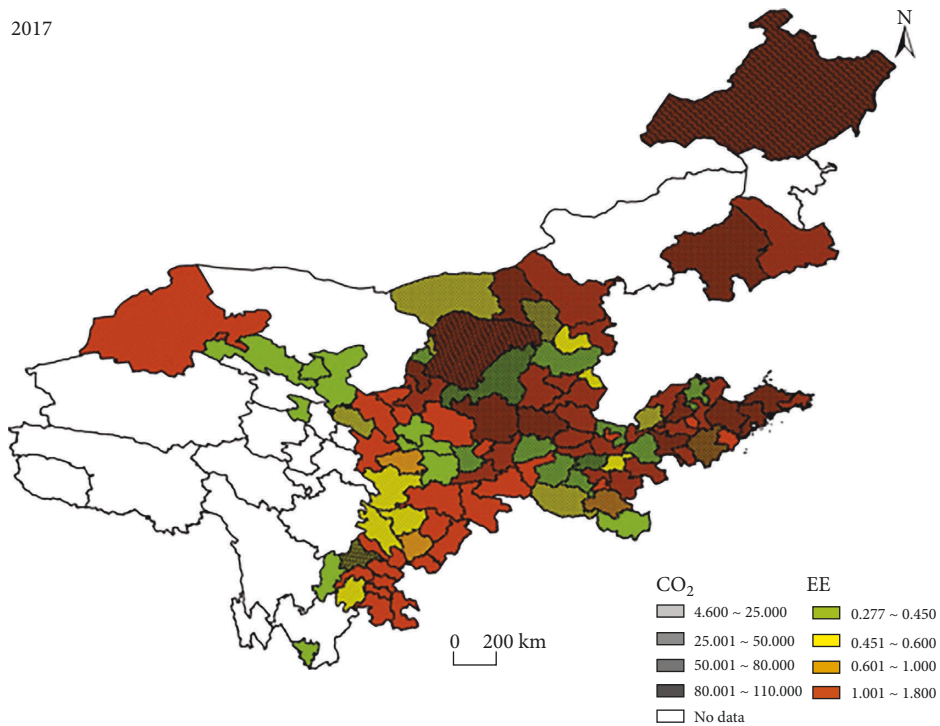 2017
N
0 200 km
CO₂
4.600 ~ 25.000
25.001 ~ 50.000
50.001 ~ 80.000
80.001 ~ 110.000
No data
EE
0.277 ~ 0.450
0.451 ~ 0.600
0.601 ~ 1.000
1.001 ~ 1.800